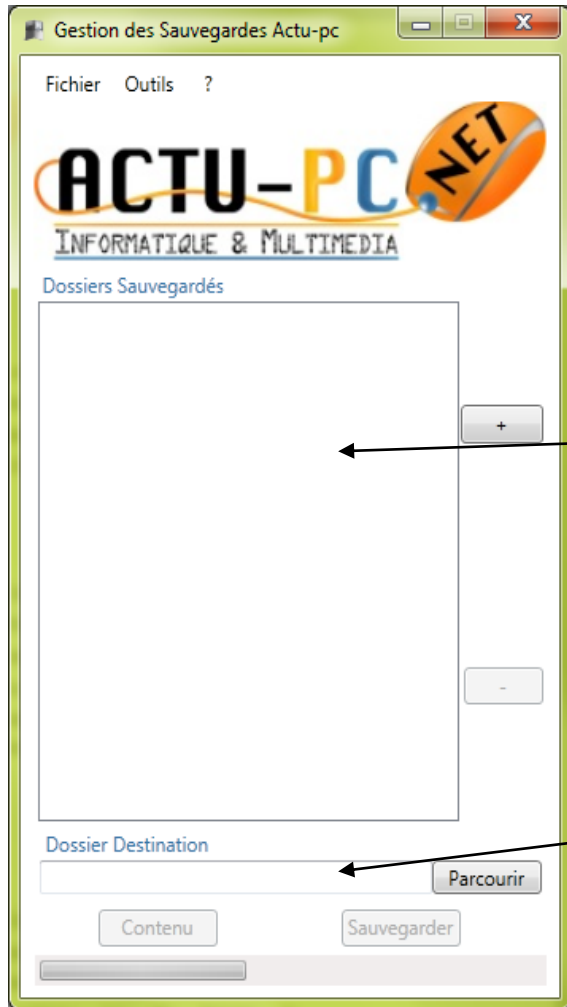 Gestion des Sauvegardes Actu-pc
Fichier Outils ?
ACTU-PC.NET
INFORMATIQUE & MULTIMEDIA
Dossiers Sauvegardés
+
-
Dossier Destination
Parcourir
Contenu Sauvegarder